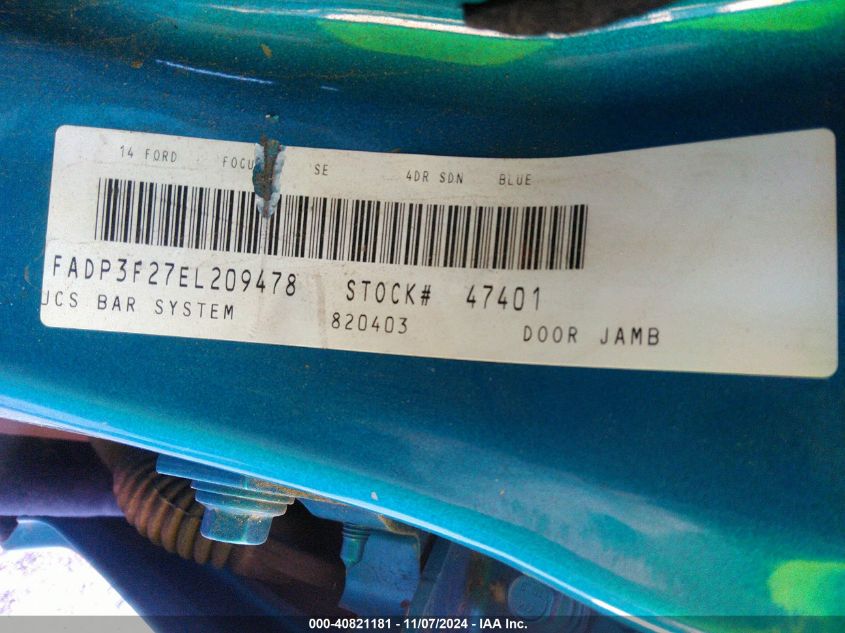 14 FORD FOCUS SE 4DR SDN BLUE
FADP3F27EL209478 STOCK# 47401
JCS BAR SYSTEM 820403 DOOR JAMB
000-40821181 - 11/07/2024 - IAA Inc.